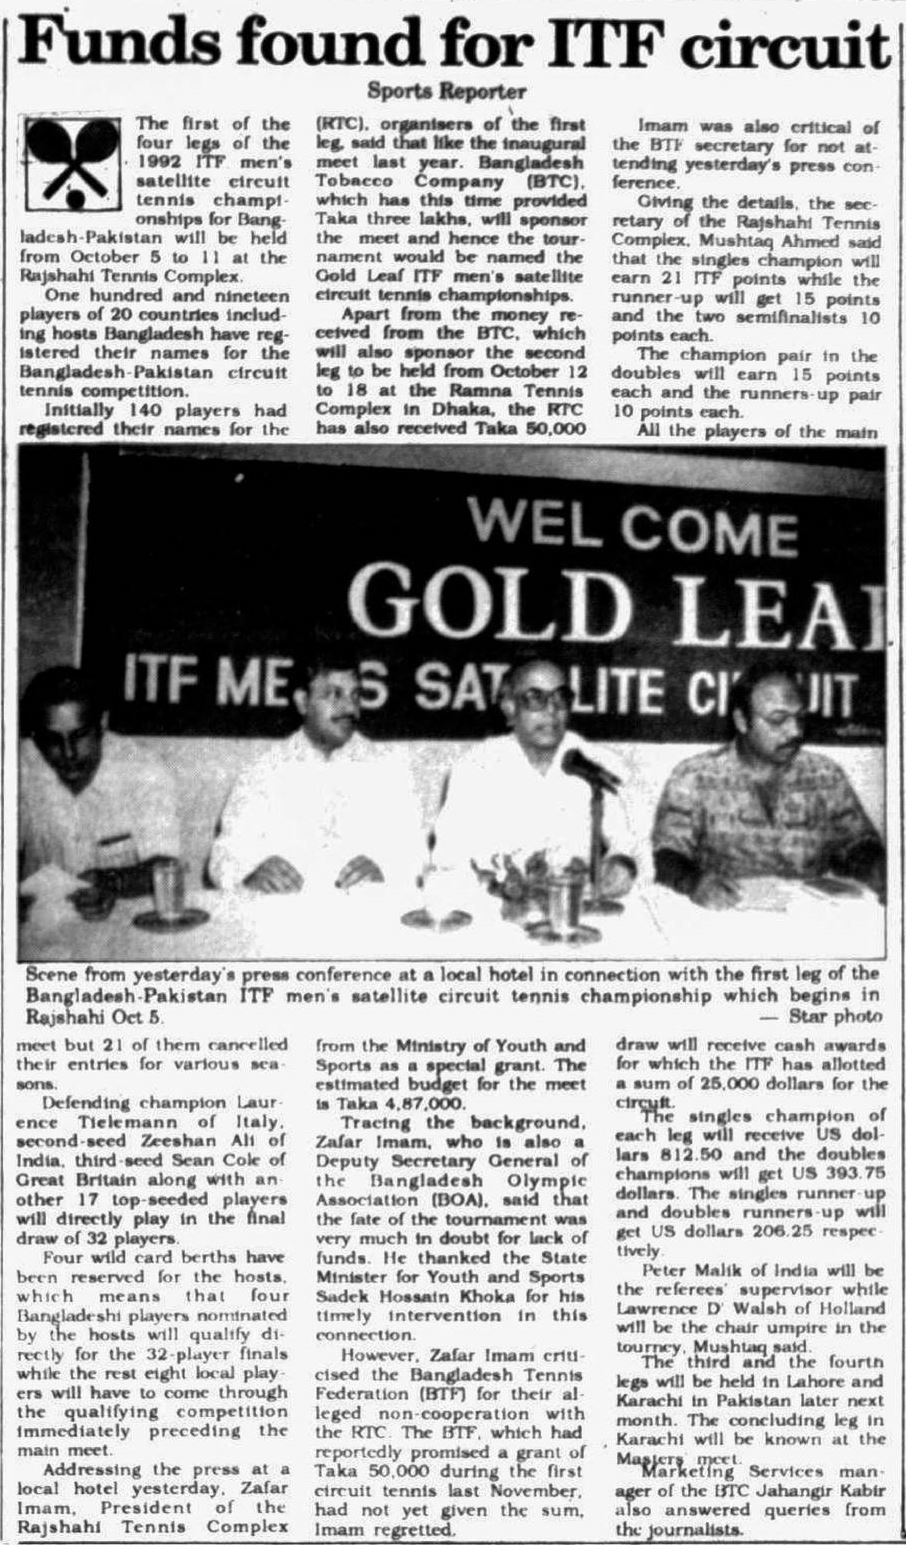 Funds found for ITF circuit
Sports Reporter
The first of the
four legs of the
1992 ITF men's
satellite circuit
tennis champi-
onships for Bang-
ladesh-Pakistan will be held
from October 5 to 11 at the
Rajshahi Tennis Complex.
One hundred and nineteen
players of 20 countries includ-
ing hosts Bangladesh have reg-
istered their names for the
Bangladesh-Pakistan circuit
tennis competition.
Initially 140 players had
registered their names for the
(RTC), organisers of the first
leg, said that like the inaugural
meet last year. Bangladesh
Tobacco Company (BTC),
which has this time provided
Taka three lakhs, will sponsor
the meet and hence the tour-
nament would be named the
Gold Leaf ITF men's satellite
circuit tennis championships.
Apart from the money re-
ceived from the BTC, which
will also sponsor the second
leg to be held from October 12
to 18 at the Ramna Tennis
Complex in Dhaka, the RTC
has also received Taka 50,000
Imam was also critical of
the BTF secretary for not at-
tending yesterday's press con-
ference.
Giving the details, the sec-
retary of the Rajshahi Tennis
Complex, Mushtaq Ahmed said
that the singles champion will
earn 21 ITF points while the
runner-up will get 15 points
and the two semifinalists 10
points each.
The champion pair in the
doubles will earn 15 points
each and the runners-up pair
10 points each.
All the players of the main
WEL COME
GOLD LEAF
ITF ME S SAT LITE CI UIT
Scene from yesterday's press conference at a local hotel in connection with the first leg of the
Bangladesh-Pakistan ITF men's satellite circuit tennis championship which begins in
Rajshahi Oct 5.
— Star photo
meet but 21 of them cancelled
their entries for various sea-
sons.
Defending champion Laur-
ence Tielemann of Italy,
second-seed Zeeshan Ali of
India, third-seed Sean Cole of
Great Britain along with an-
other 17 top-seeded players
will directly play in the final
draw of 32 players.
Four wild card berths have
been reserved for the hosts,
which means that four
Bangladeshi players nominated
by the hosts will qualify di-
rectly for the 32-player finals
while the rest eight local play-
ers will have to come through
the qualifying competition
immediately preceding the
main meet.
Addressing the press at a
local hotel yesterday, Zafar
Imam, President of the
Rajshahi Tennis Complex
from the Ministry of Youth and
Sports as a special grant. The
estimated budget for the meet
is Taka 4,87,000.
Tracing the background,
Zafar Imam, who is also a
Deputy Secretary General of
the Bangladesh Olympic
Association (BOA), said that
the fate of the tournament was
very much in doubt for lack of
funds. He thanked the State
Minister for Youth and Sports
Sadek Hossain Khoka for his
timely intervention in this
connection.
However, Zafar Imam criti-
cised the Bangladesh Tennis
Federation (BTF) for their al-
leged non-cooperation with
the RTC. The BTF, which had
reportedly promised a grant of
Taka 50,000 during the first
circuit tennis last November,
had not yet given the sum,
Imam regretted.
draw will receive cash awards
for which the ITF has allotted
a sum of 25,000 dollars for the
circuit.
The singles champion of
each leg will receive US dol-
lars 812.50 and the doubles
champions will get US 393.75
dollars. The singles runner-up
and doubles runners-up will
get US dollars 206.25 respec-
tively.
Peter Malik of India will be
the referees' supervisor while
Lawrence D' Walsh of Holland
will be the chair umpire in the
tourney, Mushtaq said.
The third and the fourth
legs will be held in Lahore and
Karachi in Pakistan later next
month. The concluding leg in
Karachi will be known at the
Masters' meet.
Marketing Services man-
ager of the BTC Jahangir Kabir
also answered queries from
the journalists.